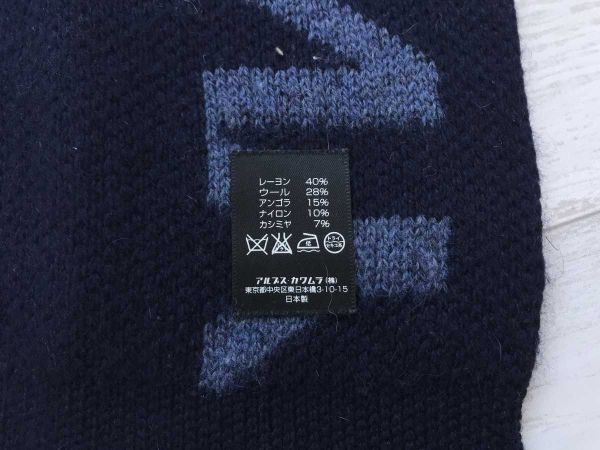 レーヨン 40%
ウール 28%
アンゴラ 15%
ナイロン 10%
カシミヤ 7%
アルプス・カワムラ(株)
東京都中央区東日本橋3-10-15
日本製